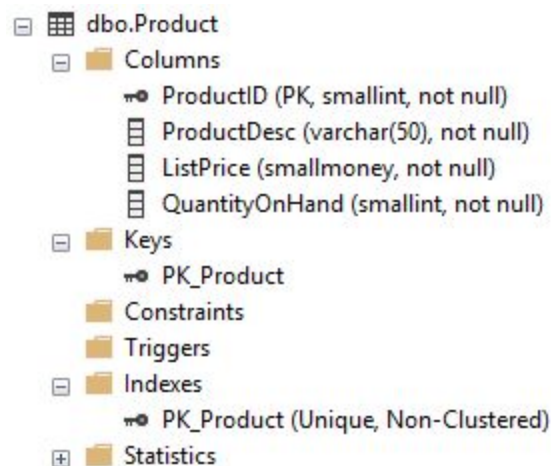 dbo.Product
Columns
ProductID (PK, smallint, not null)
ProductDesc (varchar(50), not null)
ListPrice (smallmoney, not null)
QuantityOnHand (smallint, not null)
Keys
PK_Product
Constraints
Triggers
Indexes
PK_Product (Unique, Non-Clustered)
Statistics